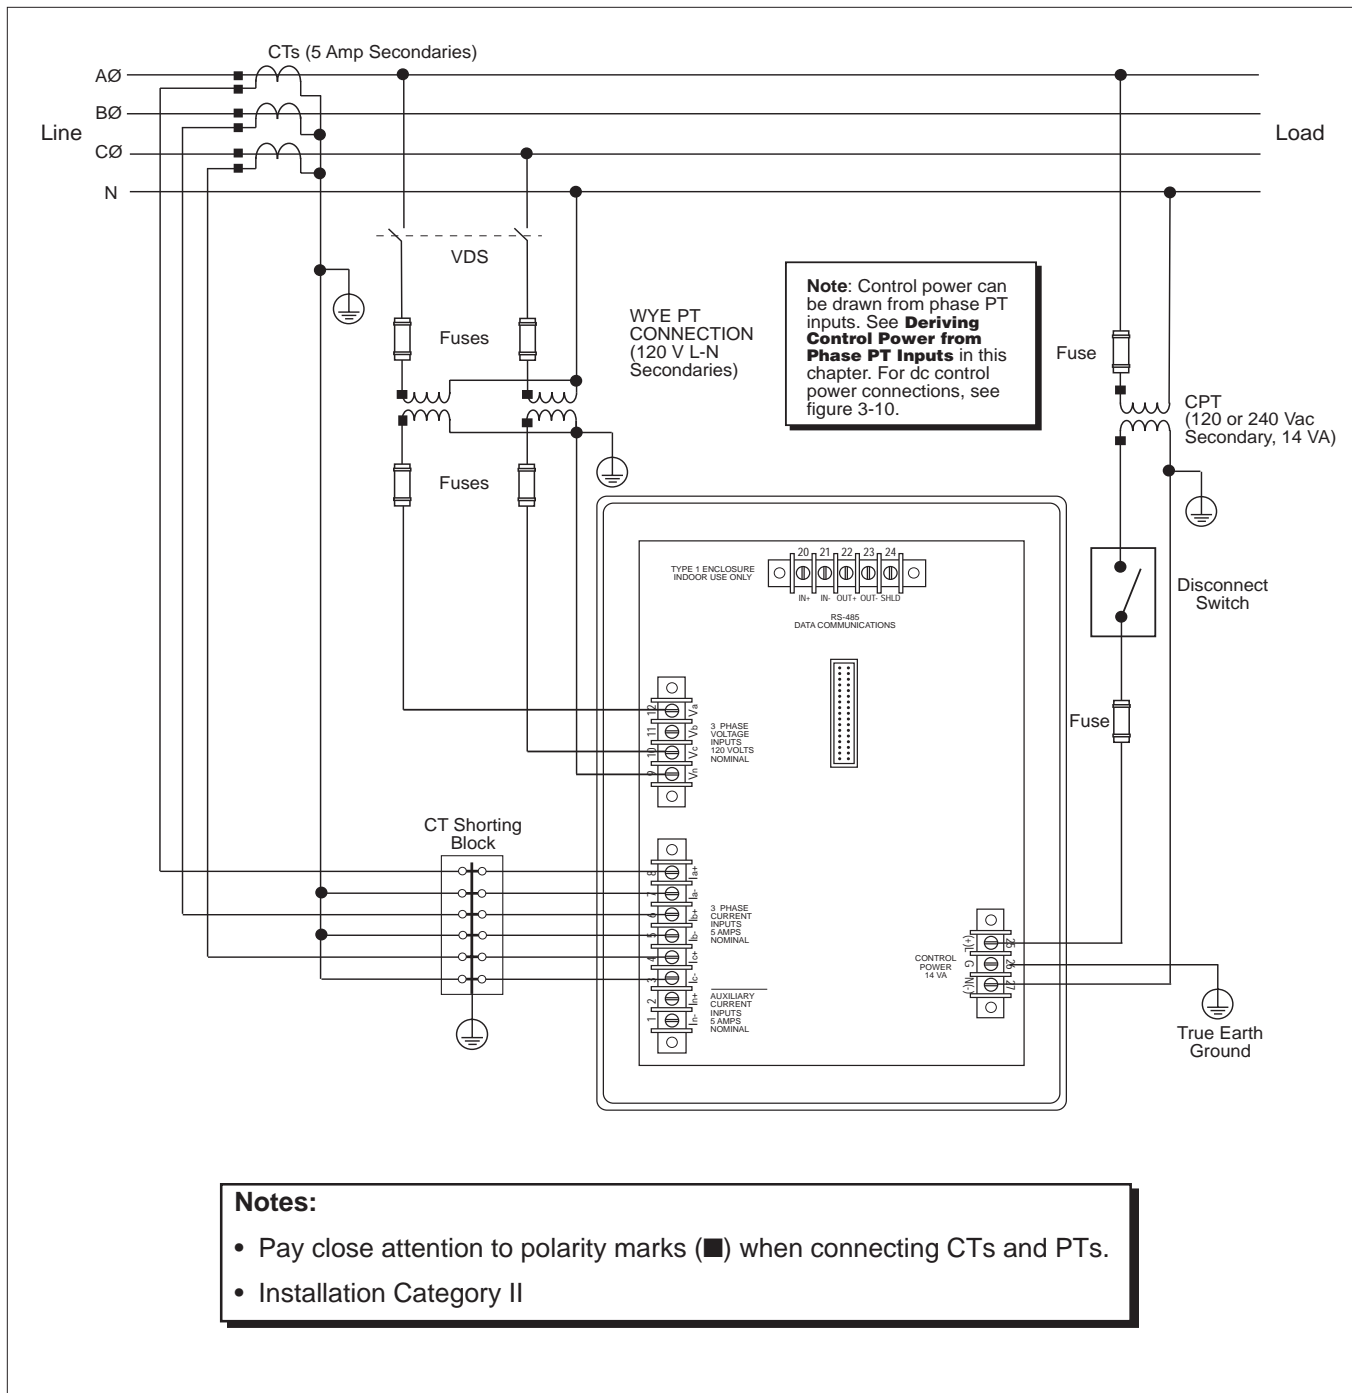 CTs (5 Amp Secondaries)
AØ
BØ
Line
Load
CØ
N
VDS
Note: Control power can
be drawn from phase PT
inputs. See Deriving
Control Power from
Phase PT Inputs in this
chapter. For dc control
power connections, see
figure 3-10.
WYE PT
CONNECTION
(120 V L-N
Secondaries)
Fuses
Fuse
CPT
(120 or 240 Vac
Secondary, 14 VA)
Fuses
20 21 22 23 24
TYPE 1 ENCLOSURE
INDOOR USE ONLY
IN+ IN- OUT+ OUT- SHLD
RS-485
DATA COMMUNICATIONS
Disconnect
Switch
Fuse
12 Va
11 Vb
10 Vc
9 Vn
3 PHASE
VOLTAGE
INPUTS
120 VOLTS
NOMINAL
CT Shorting
Block
8 Ia+
7 Ia-
6 Ib+
5 Ib-
4 Ic+
3 Ic-
2 In+
1 In-
3 PHASE
CURRENT
INPUTS
5 AMPS
NOMINAL
AUXILIARY
CURRENT
INPUTS
5 AMPS
NOMINAL
CONTROL
POWER
14 VA
(+)L 25
G 26
N(-) 27
True Earth
Ground
Notes:
• Pay close attention to polarity marks (■) when connecting CTs and PTs.
• Installation Category II